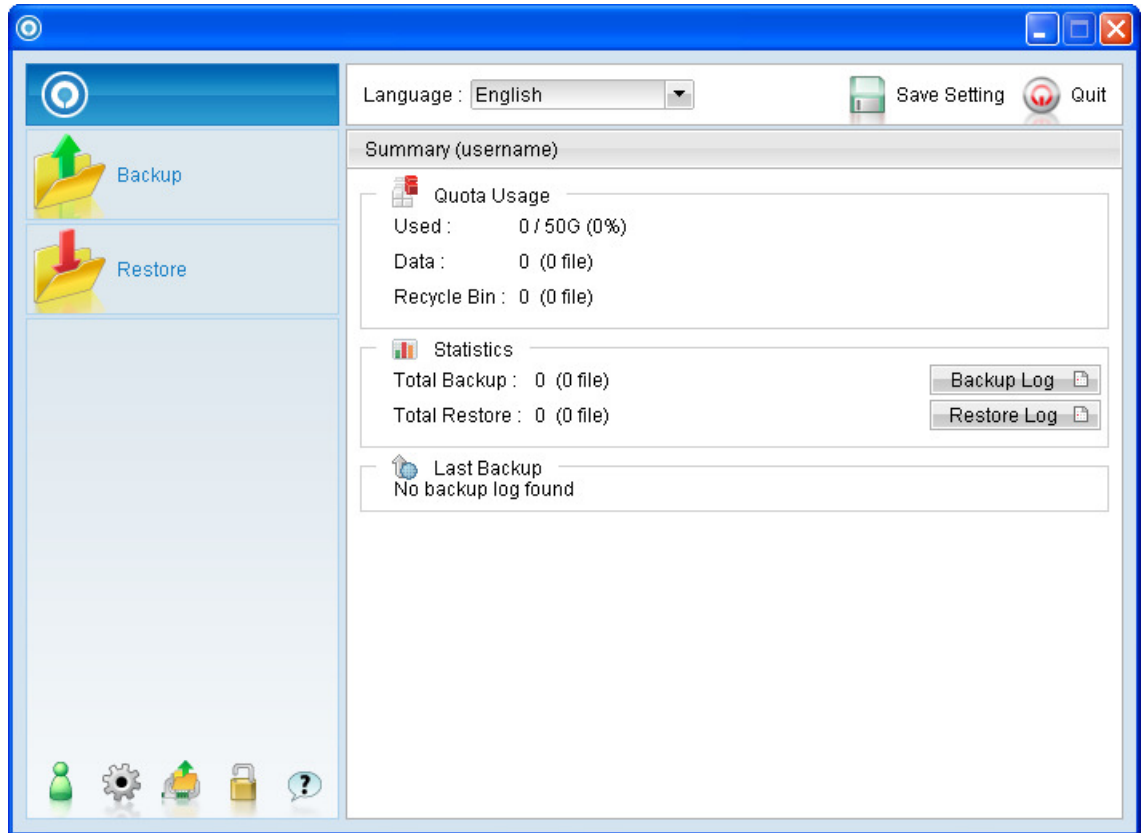 Language : English
Save Setting
Quit
Backup
Restore
Summary (username)
Quota Usage
Used : 0 / 50G (0%)
Data : 0 (0 file)
Recycle Bin : 0 (0 file)
Statistics
Total Backup : 0 (0 file)
Backup Log
Total Restore : 0 (0 file)
Restore Log
Last Backup
No backup log found
?